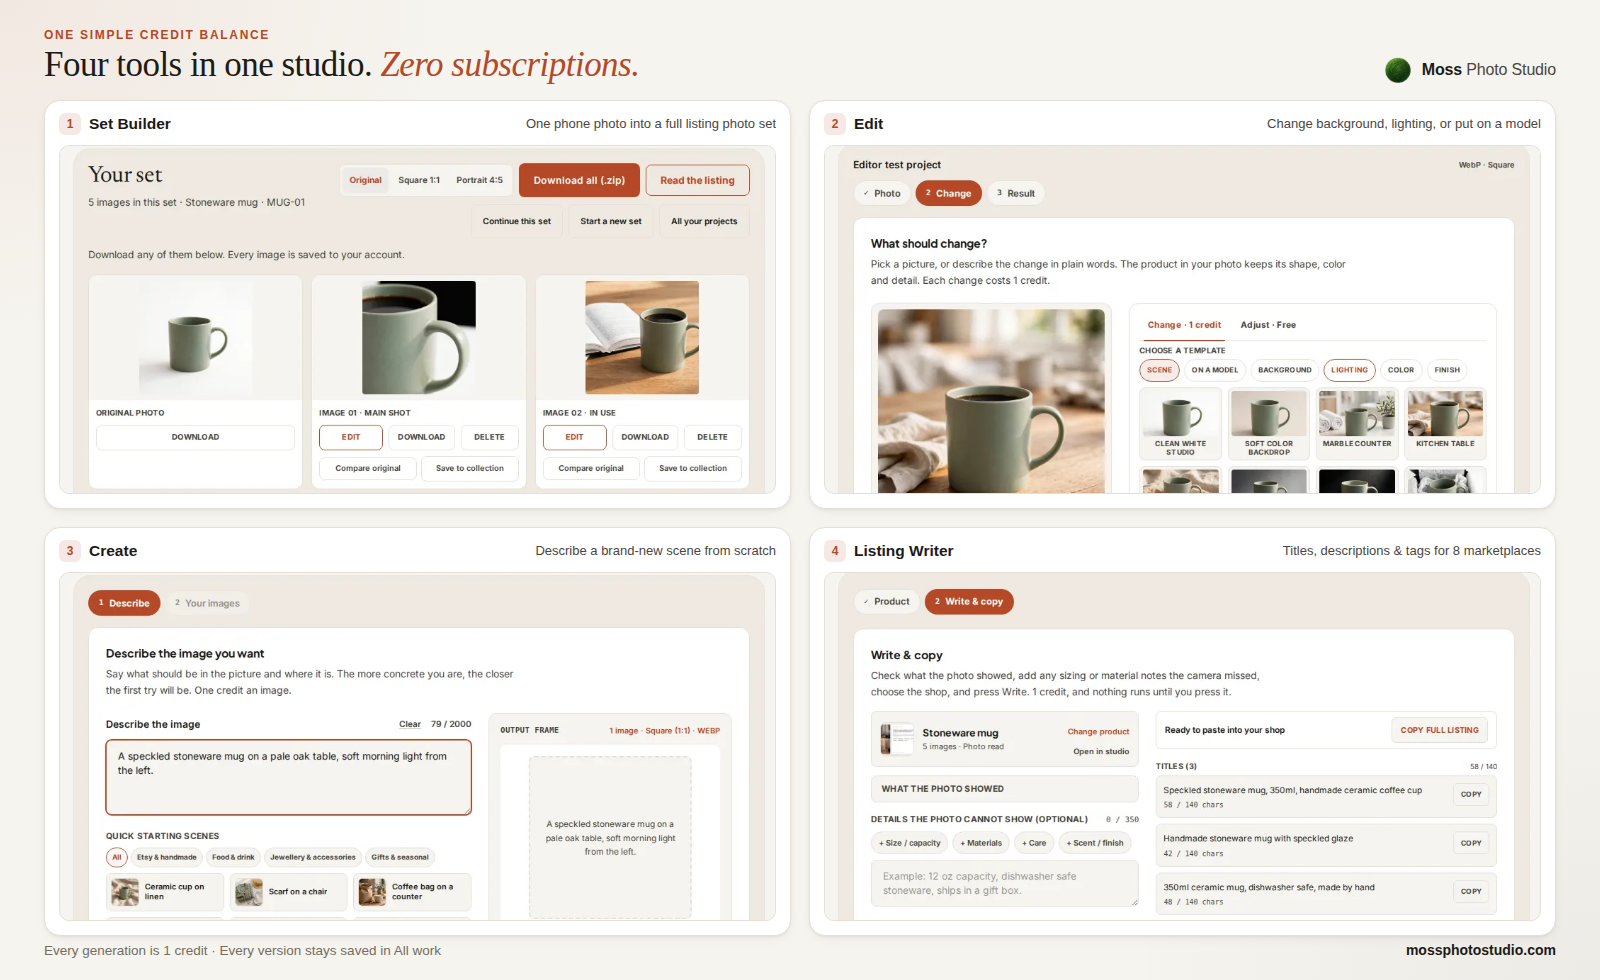 ONE SIMPLE CREDIT BALANCE
Four tools in one studio. Zero subscriptions.
Moss Photo Studio
1 Set Builder
One phone photo into a full listing photo set
Your set
5 images in this set · Stoneware mug · MUG-01
Original
Square 1:1
Portrait 4:5
Download all (.zip)
Read the listing
Continue this set
Start a new set
All your projects
Download any of them below. Every image is saved to your account.
ORIGINAL PHOTO
DOWNLOAD
IMAGE 01 · MAIN SHOT
EDIT
DOWNLOAD
DELETE
Compare original
Save to collection
IMAGE 02 · IN USE
EDIT
DOWNLOAD
DELETE
Compare original
Save to collection
2 Edit
Change background, lighting, or put on a model
Editor test project
WebP · Square
✓ Photo
2 Change
3 Result
What should change?
Pick a picture, or describe the change in plain words. The product in your photo keeps its shape, color
and detail. Each change costs 1 credit.
Change · 1 credit
Adjust · Free
CHOOSE A TEMPLATE
SCENE
ON A MODEL
BACKGROUND
LIGHTING
COLOR
FINISH
CLEAN WHITE
STUDIO
SOFT COLOR
BACKDROP
MARBLE COUNTER
KITCHEN TABLE
3 Create
Describe a brand-new scene from scratch
1 Describe
2 Your images
Describe the image you want
Say what should be in the picture and where it is. The more concrete you are, the closer
the first try will be. One credit an image.
Describe the image
Clear
79 / 2000
A speckled stoneware mug on a pale oak table, soft morning light from
the left.
QUICK STARTING SCENES
All
Etsy & handmade
Food & drink
Jewellery & accessories
Gifts & seasonal
Ceramic cup on
linen
Scarf on a chair
Coffee bag on a
counter
OUTPUT FRAME
1 image · Square (1:1) · WEBP
A speckled stoneware mug on a
pale oak table, soft morning light
from the left.
4 Listing Writer
Titles, descriptions & tags for 8 marketplaces
✓ Product
2 Write & copy
Write & copy
Check what the photo showed, add any sizing or material notes the camera missed,
choose the shop, and press Write. 1 credit, and nothing runs until you press it.
Stoneware mug
5 images · Photo read
Change product
Open in studio
WHAT THE PHOTO SHOWED
DETAILS THE PHOTO CANNOT SHOW (OPTIONAL)
0 / 350
+ Size / capacity
+ Materials
+ Care
+ Scent / finish
Example: 12 oz capacity, dishwasher safe
stoneware, ships in a gift box.
Ready to paste into your shop
COPY FULL LISTING
TITLES (3)
58 / 140
Speckled stoneware mug, 350ml, handmade ceramic coffee cup
58 / 140 chars
COPY
Handmade stoneware mug with speckled glaze
42 / 140 chars
COPY
350ml ceramic mug, dishwasher safe, made by hand
48 / 140 chars
COPY
Every generation is 1 credit · Every version stays saved in All work
mossphotostudio.com